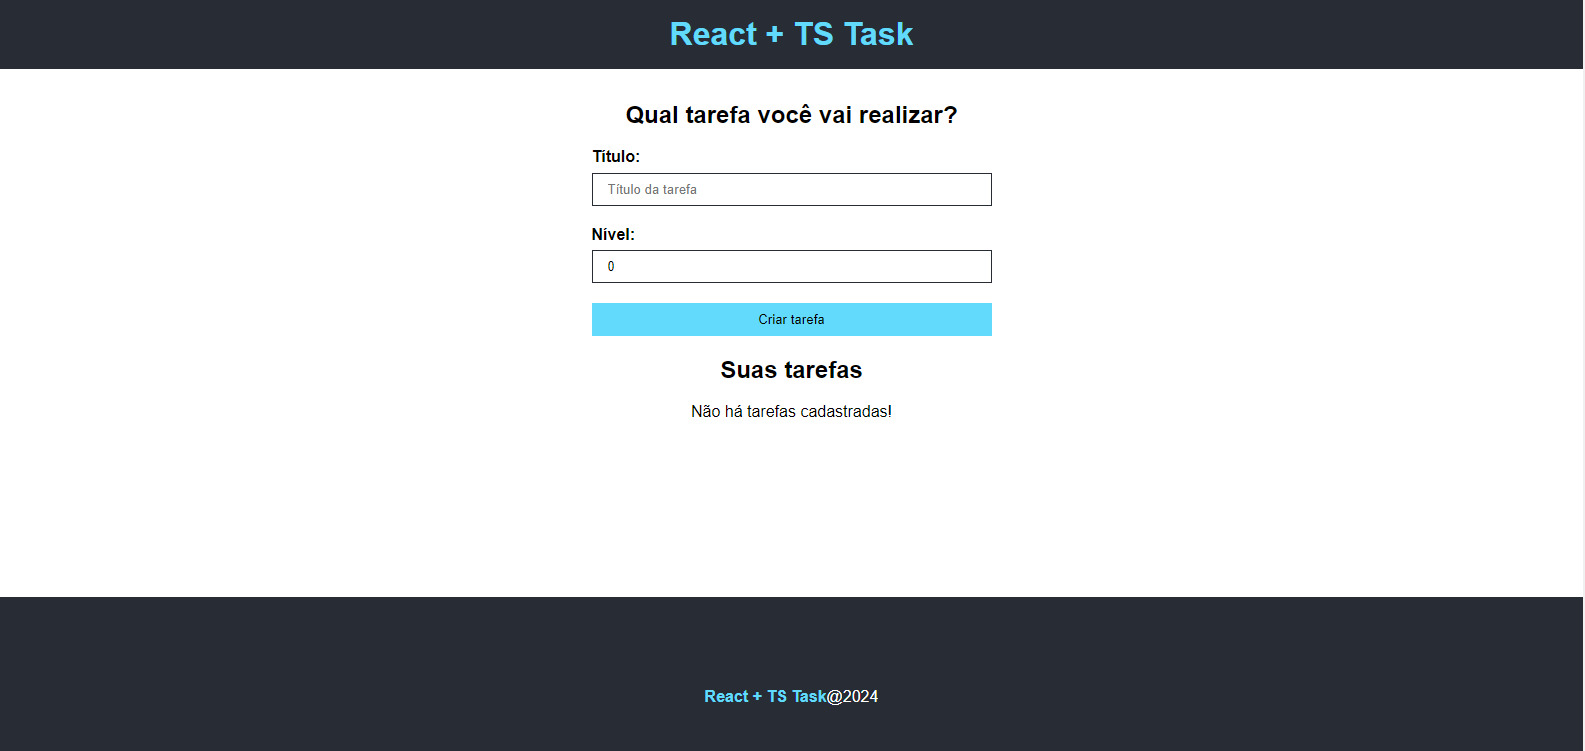 React + TS Task
Qual tarefa você vai realizar?
Título:
Título da tarefa
Nível:
0
Criar tarefa
Suas tarefas
Não há tarefas cadastradas!
React + TS Task@2024